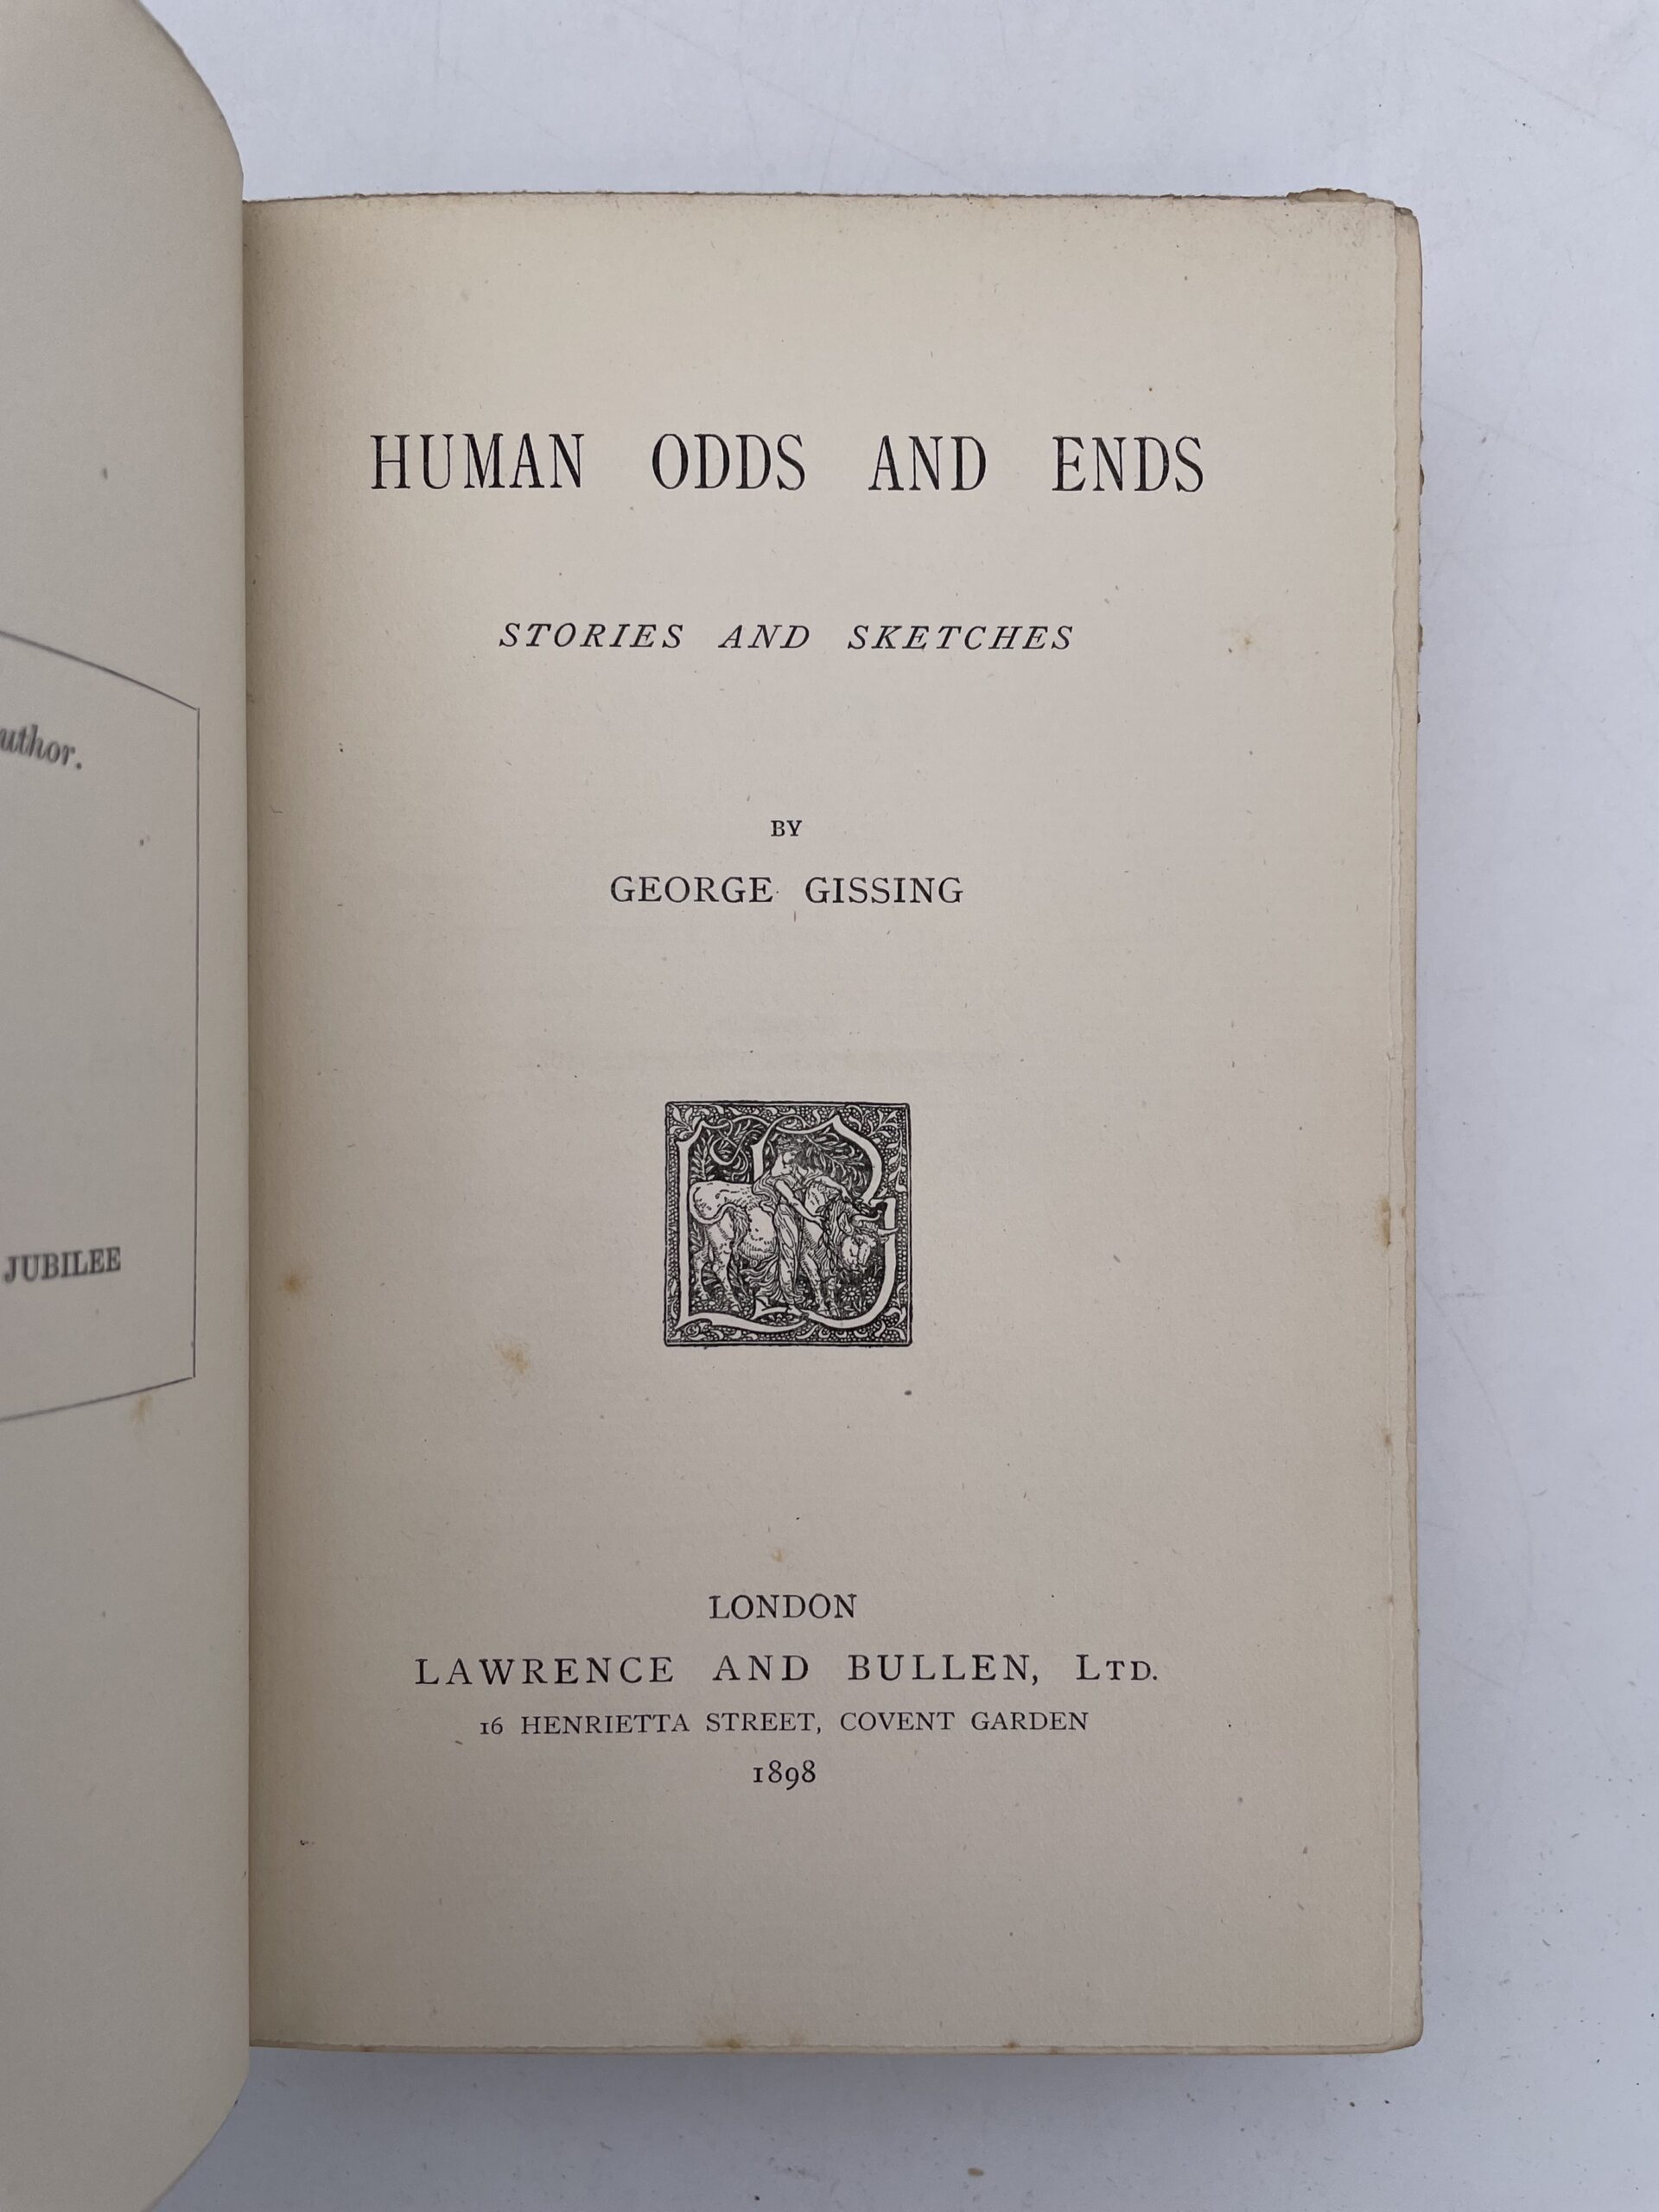 HUMAN ODDS AND ENDS
STORIES AND SKETCHES
BY
GEORGE GISSING
LONDON
LAWRENCE AND BULLEN, LTD.
16 HENRIETTA STREET, COVENT GARDEN
1898
JUBILEE